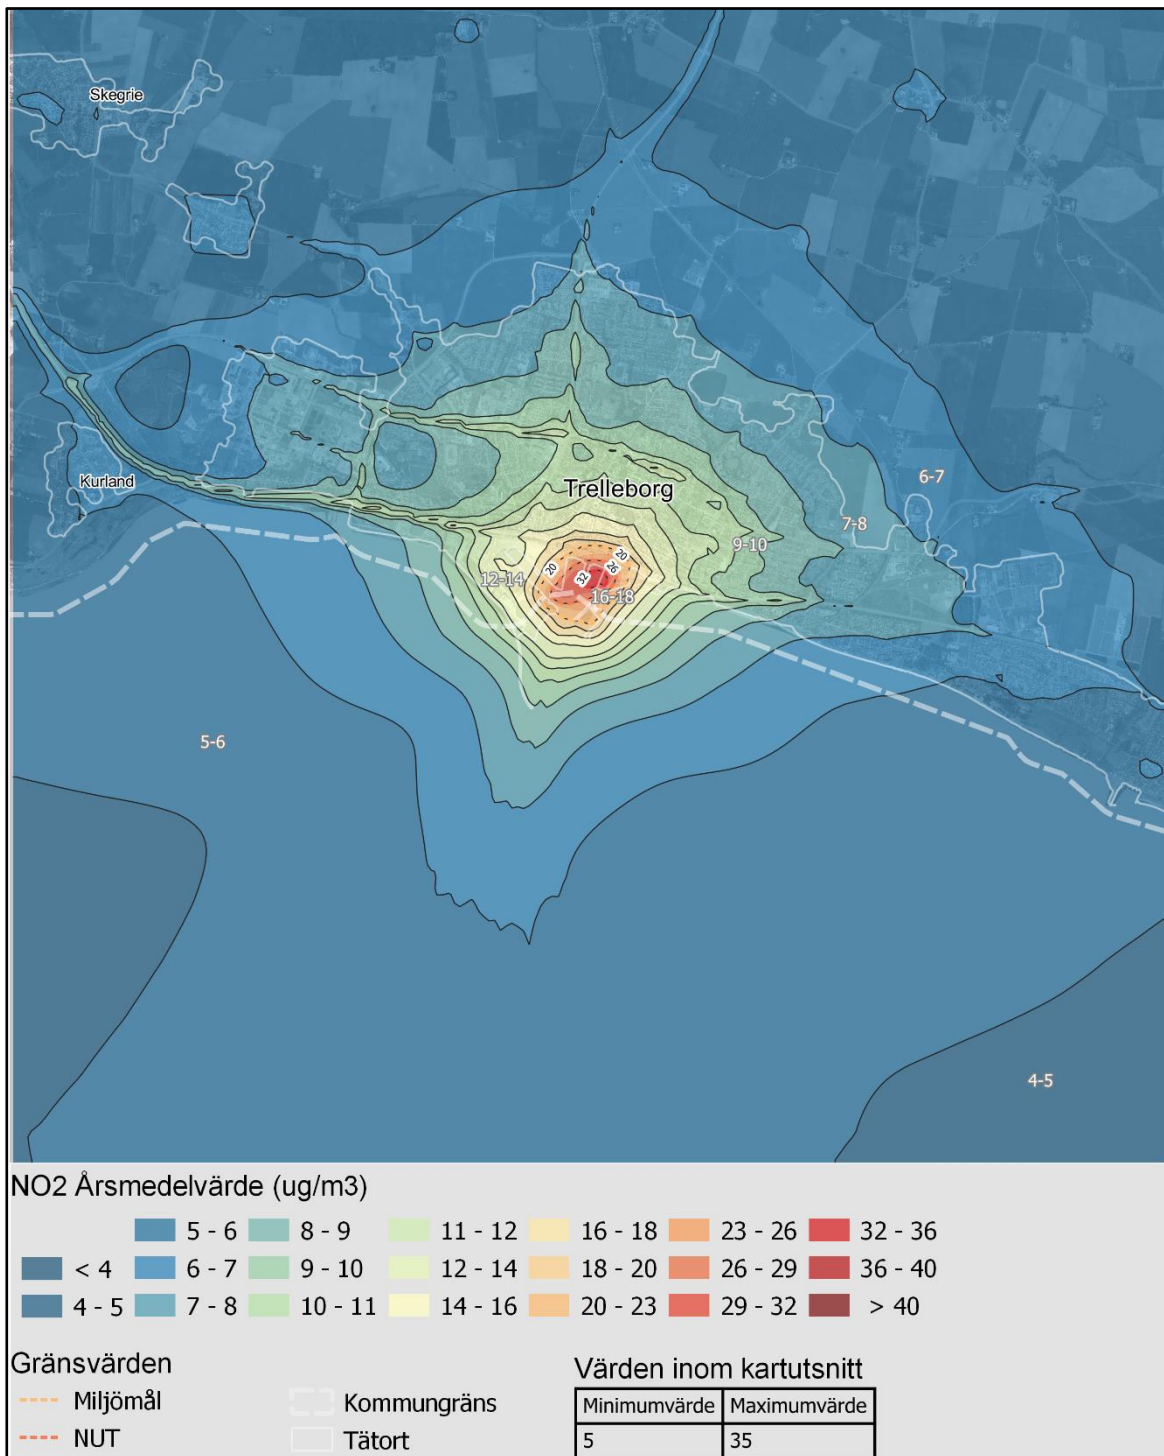 Skegrie
Kurland
Trelleborg
6-7
7-8
9-10
20
20
26
32
12-14
16-18
5-6
4-5
NO2 Årsmedelvärde (ug/m3)
5 - 6 8 - 9 11 - 12 16 - 18 23 - 26 32 - 36
< 4 6 - 7 9 - 10 12 - 14 18 - 20 26 - 29 36 - 40
4 - 5 7 - 8 10 - 11 14 - 16 20 - 23 29 - 32 > 40
Gränsvärden
Miljömål
NUT
Kommungräns
Tätort
Värden inom kartutsnitt
Minimumvärde Maximumvärde
5 35